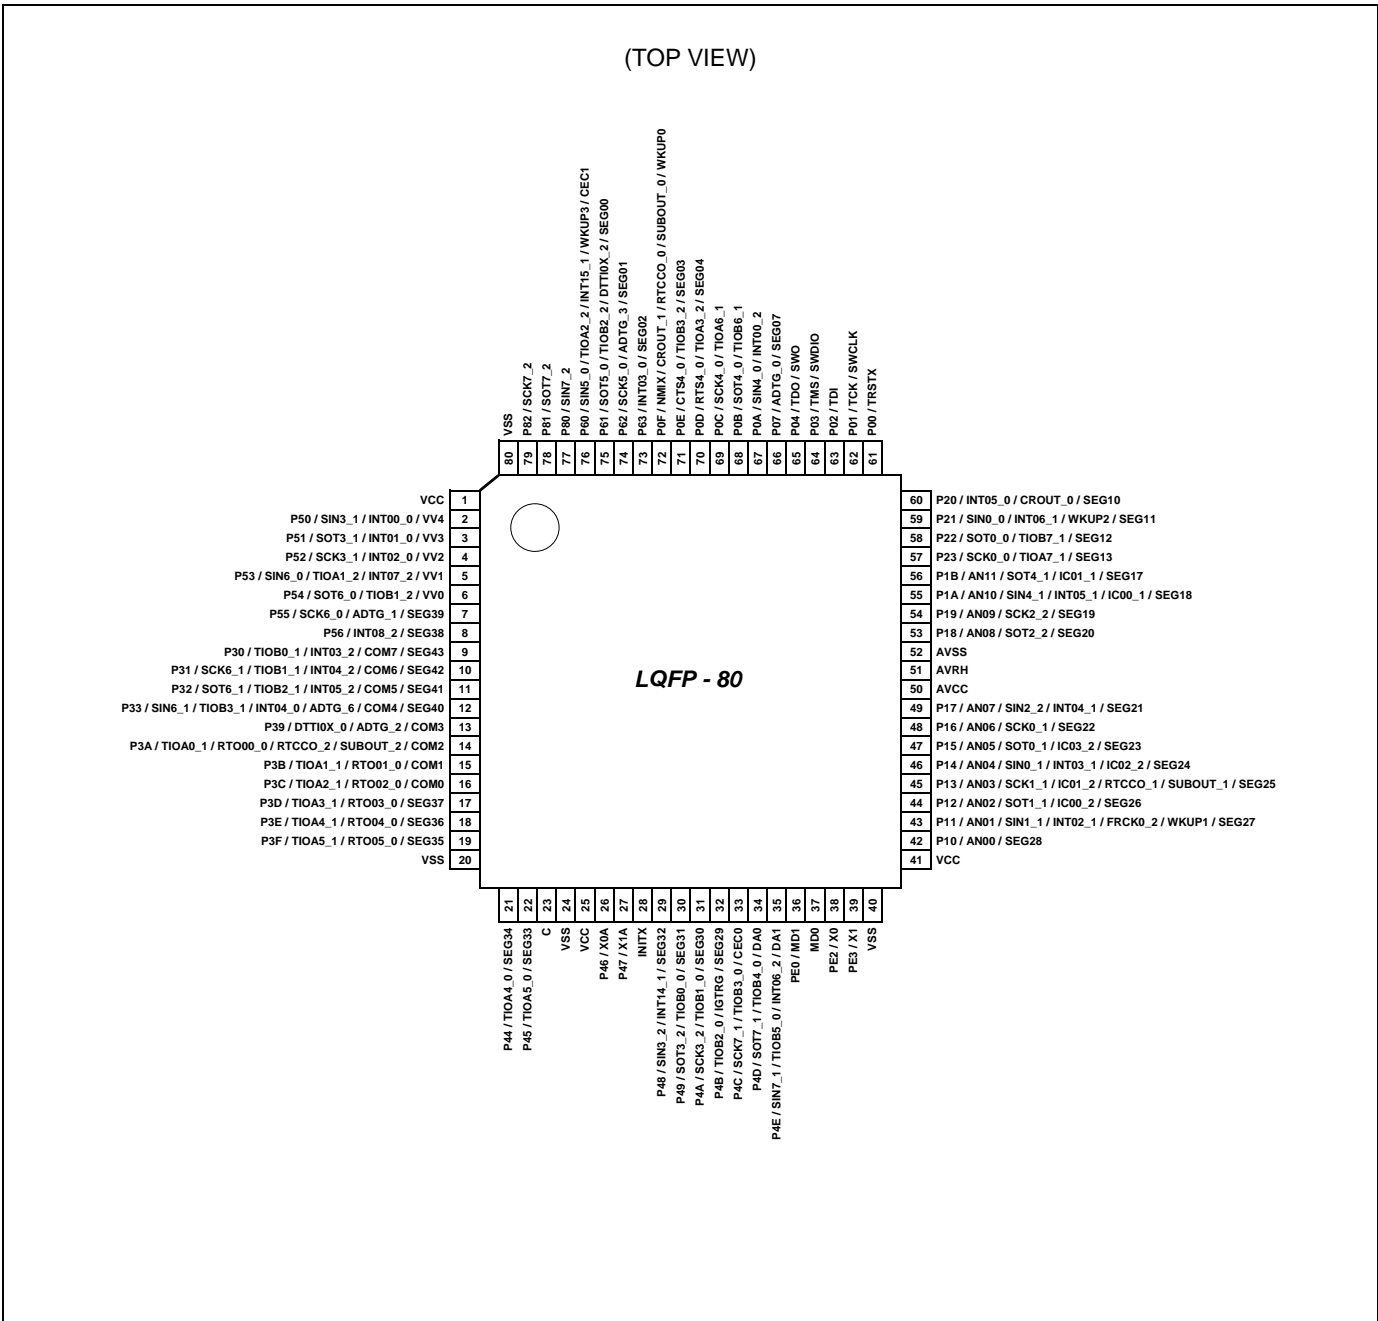 (TOP VIEW)
VSS
P82 / SCK7_2
P81 / SOT7_2
P80 / SIN7_2
P60 / SIN5_0 / TIOA2_2 / INT15_1 / WKUP3 / CEC1
P61 / SOT5_0 / TIOB2_2 / DTTI0X_2 / SEG00
P62 / SCK5_0 / ADTG_3 / SEG01
P63 / INT03_0 / SEG02
P0F / NMIX / CROUT_1 / RTCCO_0 / SUBOUT_0 / WKUP0
P0E / CTS4_0 / TIOB3_2 / SEG03
P0D / RTS4_0 / TIOA3_2 / SEG04
P0C / SCK4_0 / TIOA6_1
P0B / SOT4_0 / TIOB6_1
P0A / SIN4_0 / INT00_2
P07 / ADTG_0 / SEG07
P04 / TDO / SWO
P03 / TMS / SWDIO
P02 / TDI
P01 / TCK / SWCLK
P00 / TRSTX
80 79 78 77 76 75 74 73 72 71 70 69 68 67 66 65 64 63 62 61
VCC 1
P50 / SIN3_1 / INT00_0 / VV4 2
P51 / SOT3_1 / INT01_0 / VV3 3
P52 / SCK3_1 / INT02_0 / VV2 4
P53 / SIN6_0 / TIOA1_2 / INT07_2 / VV1 5
P54 / SOT6_0 / TIOB1_2 / VV0 6
P55 / SCK6_0 / ADTG_1 / SEG39 7
P56 / INT08_2 / SEG38 8
P30 / TIOB0_1 / INT03_2 / COM7 / SEG43 9
P31 / SCK6_1 / TIOB1_1 / INT04_2 / COM6 / SEG42 10
P32 / SOT6_1 / TIOB2_1 / INT05_2 / COM5 / SEG41 11
P33 / SIN6_1 / TIOB3_1 / INT04_0 / ADTG_6 / COM4 / SEG40 12
P39 / DTTI0X_0 / ADTG_2 / COM3 13
P3A / TIOA0_1 / RTO00_0 / RTCCO_2 / SUBOUT_2 / COM2 14
P3B / TIOA1_1 / RTO01_0 / COM1 15
P3C / TIOA2_1 / RTO02_0 / COM0 16
P3D / TIOA3_1 / RTO03_0 / SEG37 17
P3E / TIOA4_1 / RTO04_0 / SEG36 18
P3F / TIOA5_1 / RTO05_0 / SEG35 19
VSS 20
LQFP - 80
60 P20 / INT05_0 / CROUT_0 / SEG10
59 P21 / SIN0_0 / INT06_1 / WKUP2 / SEG11
58 P22 / SOT0_0 / TIOB7_1 / SEG12
57 P23 / SCK0_0 / TIOA7_1 / SEG13
56 P1B / AN11 / SOT4_1 / IC01_1 / SEG17
55 P1A / AN10 / SIN4_1 / INT05_1 / IC00_1 / SEG18
54 P19 / AN09 / SCK2_2 / SEG19
53 P18 / AN08 / SOT2_2 / SEG20
52 AVSS
51 AVRH
50 AVCC
49 P17 / AN07 / SIN2_2 / INT04_1 / SEG21
48 P16 / AN06 / SCK0_1 / SEG22
47 P15 / AN05 / SOT0_1 / IC03_2 / SEG23
46 P14 / AN04 / SIN0_1 / INT03_1 / IC02_2 / SEG24
45 P13 / AN03 / SCK1_1 / IC01_2 / RTCCO_1 / SUBOUT_1 / SEG25
44 P12 / AN02 / SOT1_1 / IC00_2 / SEG26
43 P11 / AN01 / SIN1_1 / INT02_1 / FRCK0_2 / WKUP1 / SEG27
42 P10 / AN00 / SEG28
41 VCC
21 22 23 24 25 26 27 28 29 30 31 32 33 34 35 36 37 38 39 40
P44 / TIOA4_0 / SEG34
P45 / TIOA5_0 / SEG33
C
VSS
VCC
P46 / X0A
P47 / X1A
INITX
P48 / SIN3_2 / INT14_1 / SEG32
P49 / SOT3_2 / TIOB0_0 / SEG31
P4A / SCK3_2 / TIOB1_0 / SEG30
P4B / TIOB2_0 / IGTRG / SEG29
P4C / SCK7_1 / TIOB3_0 / CEC0
P4D / SOT7_1 / TIOB4_0 / DA0
P4E / SIN7_1 / TIOB5_0 / INT06_2 / DA1
PE0 / MD1
MD0
PE2 / X0
PE3 / X1
VSS